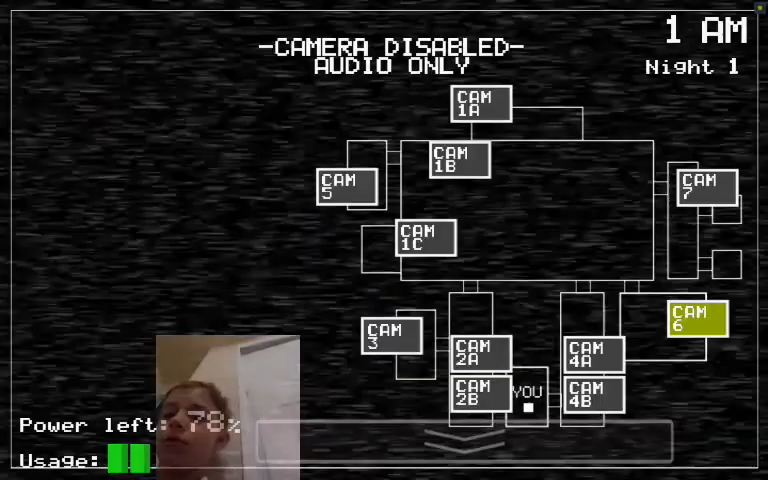 1 AM
-CAMERA DISABLED-
AUDIO ONLY
Night 1
CAM
1A
CAM
1B
CAM
5
CAM
7
CAM
1C
CAM
6
CAM
3
CAM
2A
CAM
4A
CAM
2B
YOU
CAM
4B
Power left: 78%
Usage: